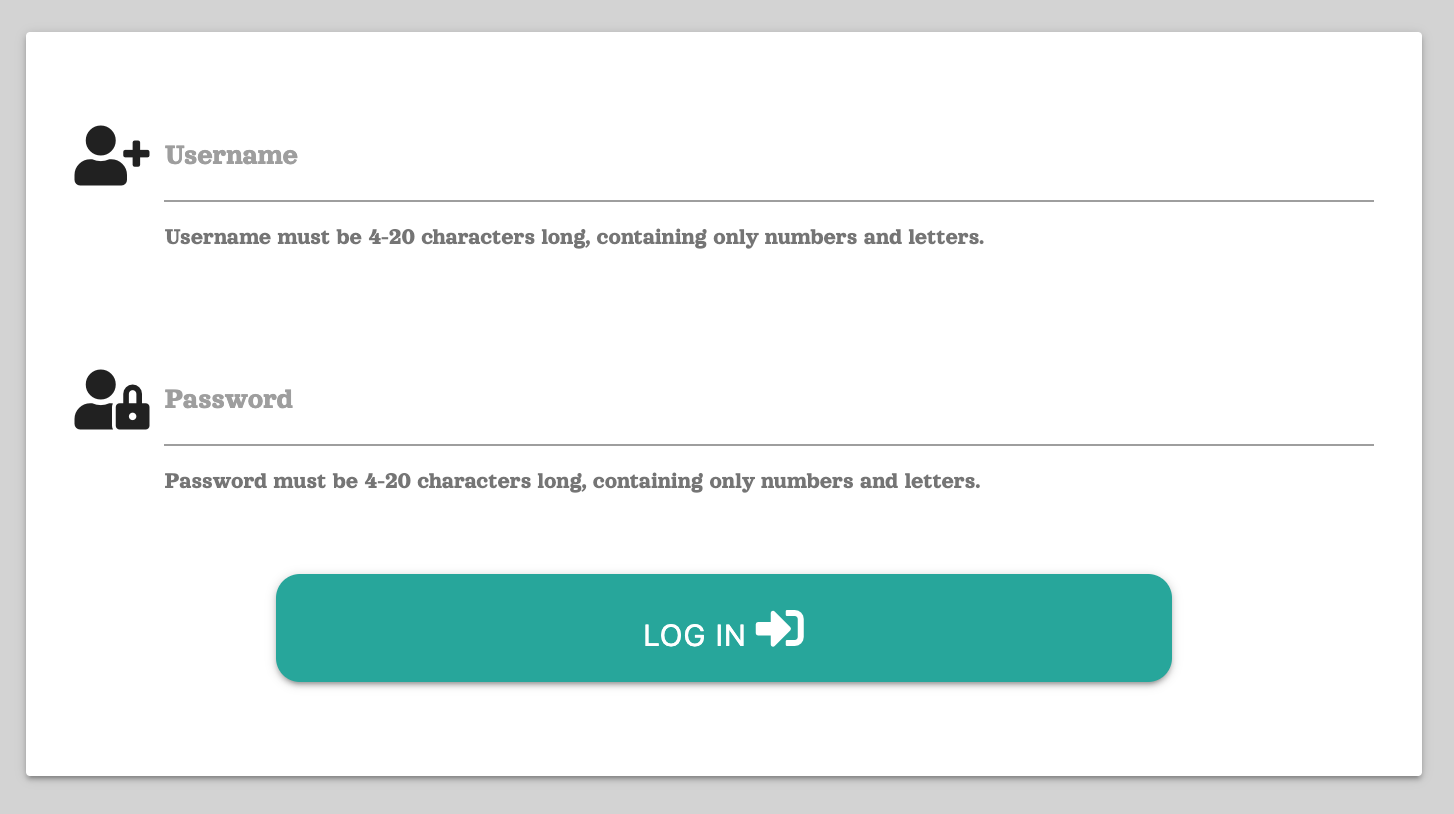 Username
Username must be 4-20 characters long, containing only numbers and letters.
Password
Password must be 4-20 characters long, containing only numbers and letters.
LOG IN